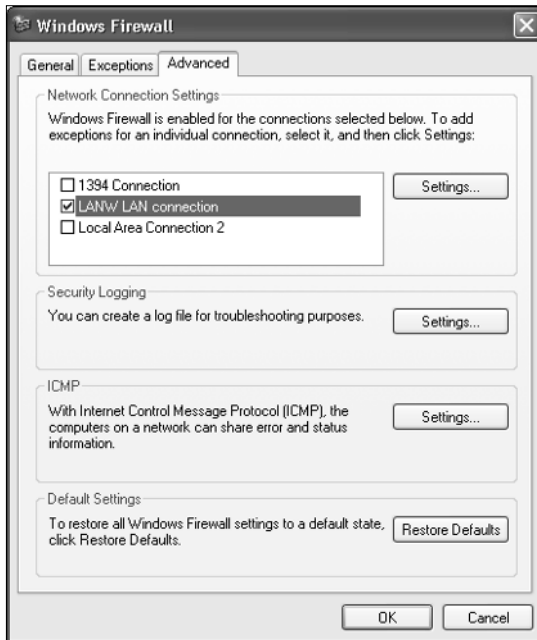 Windows Firewall
General Exceptions Advanced
Network Connection Settings
Windows Firewall is enabled for the connections selected below. To add
exceptions for an individual connection, select it, and then click Settings:
1394 Connection
LANW LAN connection
Local Area Connection 2
Settings...
Security Logging
You can create a log file for troubleshooting purposes.
Settings...
ICMP
With Internet Control Message Protocol (ICMP), the
computers on a network can share error and status
information.
Settings...
Default Settings
To restore all Windows Firewall settings to a default state,
click Restore Defaults.
Restore Defaults
OK Cancel